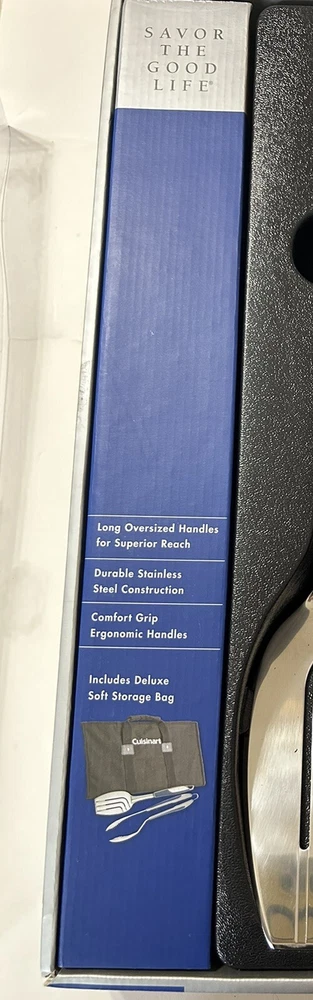 SAVOR
THE
GOOD
LIFE®
Long Oversized Handles
for Superior Reach
Durable Stainless
Steel Construction
Comfort Grip
Ergonomic Handles
Includes Deluxe
Soft Storage Bag
Cuisinart